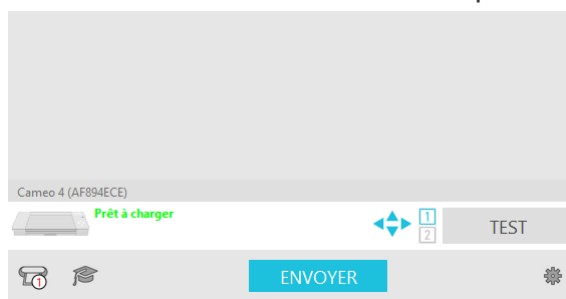 Cameo 4 (AF894ECE)
Prêt à charger
1
2
TEST
1
ENVOYER